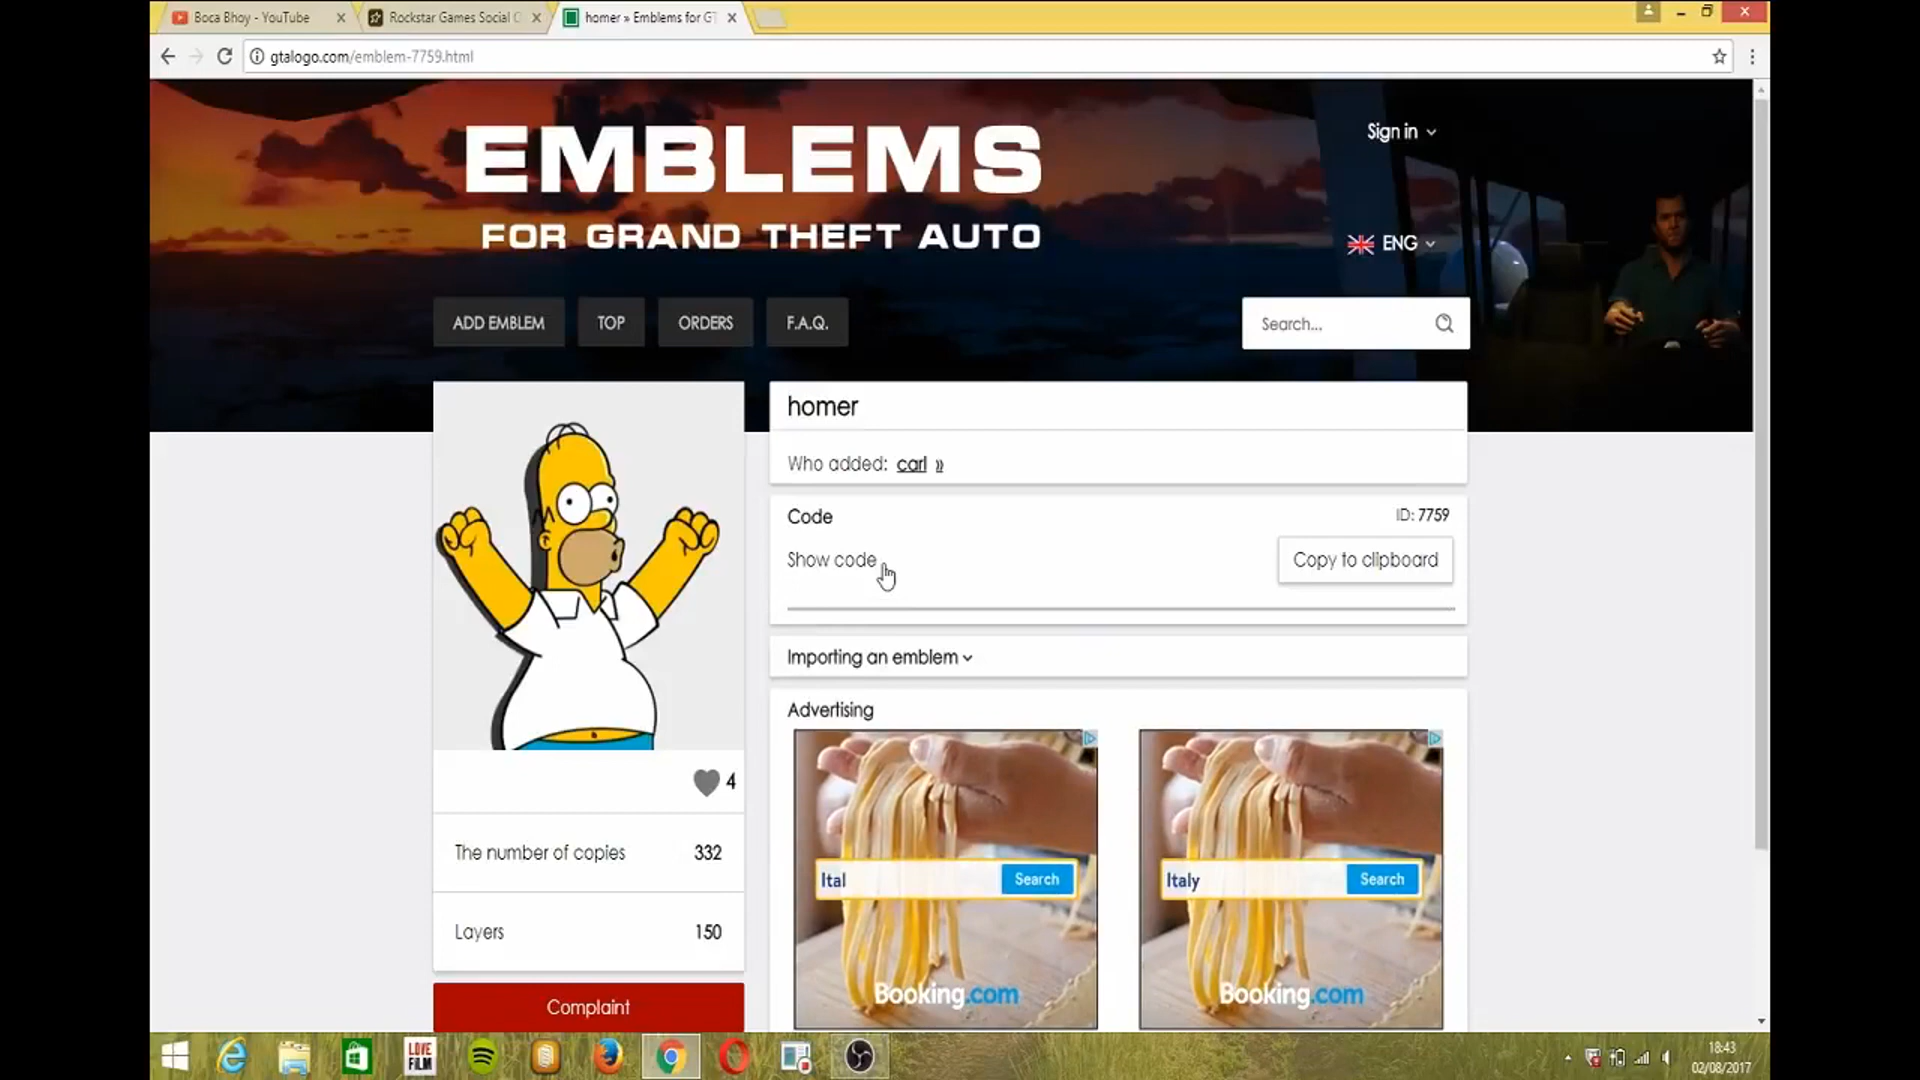 Boca Bhoy - YouTube
Rockstar Games Social C
homer » Emblems for GT
gtalogo.com/emblem-7759.html
EMBLEMS
FOR GRAND THEFT AUTO
Sign in
ENG
ADD EMBLEM
TOP
ORDERS
F.A.Q.
Search...
homer
Who added: carl »
Code
ID: 7759
Show code
Copy to clipboard
Importing an emblem
Advertising
4
The number of copies 332
Layers 150
Complaint
Ital
Search
Booking.com
Italy
Search
Booking.com
LOVE
FiLM
18:43
02/08/2017